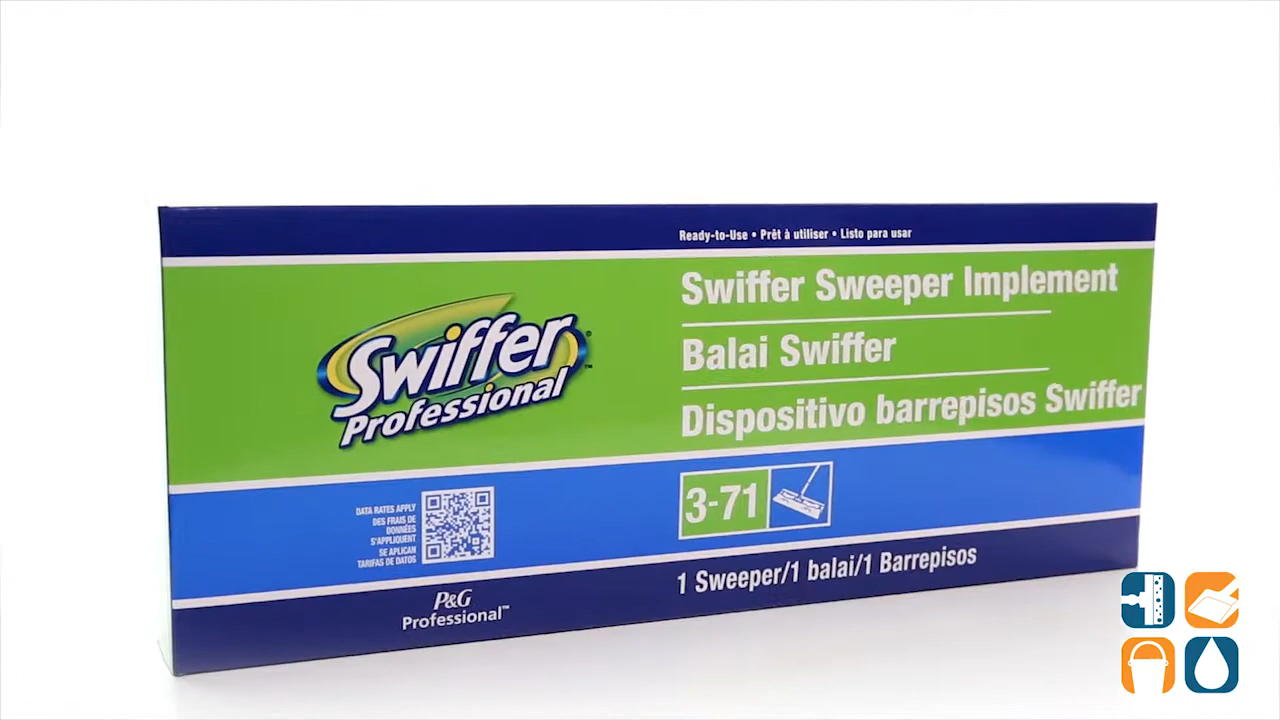 Ready-to-Use • Prêt à utiliser • Listo para usar
Swiffer Sweeper Implement
Balai Swiffer
Dispositivo barrepisos Swiffer
Swiffer®
Professional™
3-71
DATA RATES APPLY
DES FRAIS DE
DONNÉES
S'APPLIQUENT
SE APLICAN
TARIFAS DE DATOS
1 Sweeper/1 balai/1 Barrepisos
P&G
Professional™